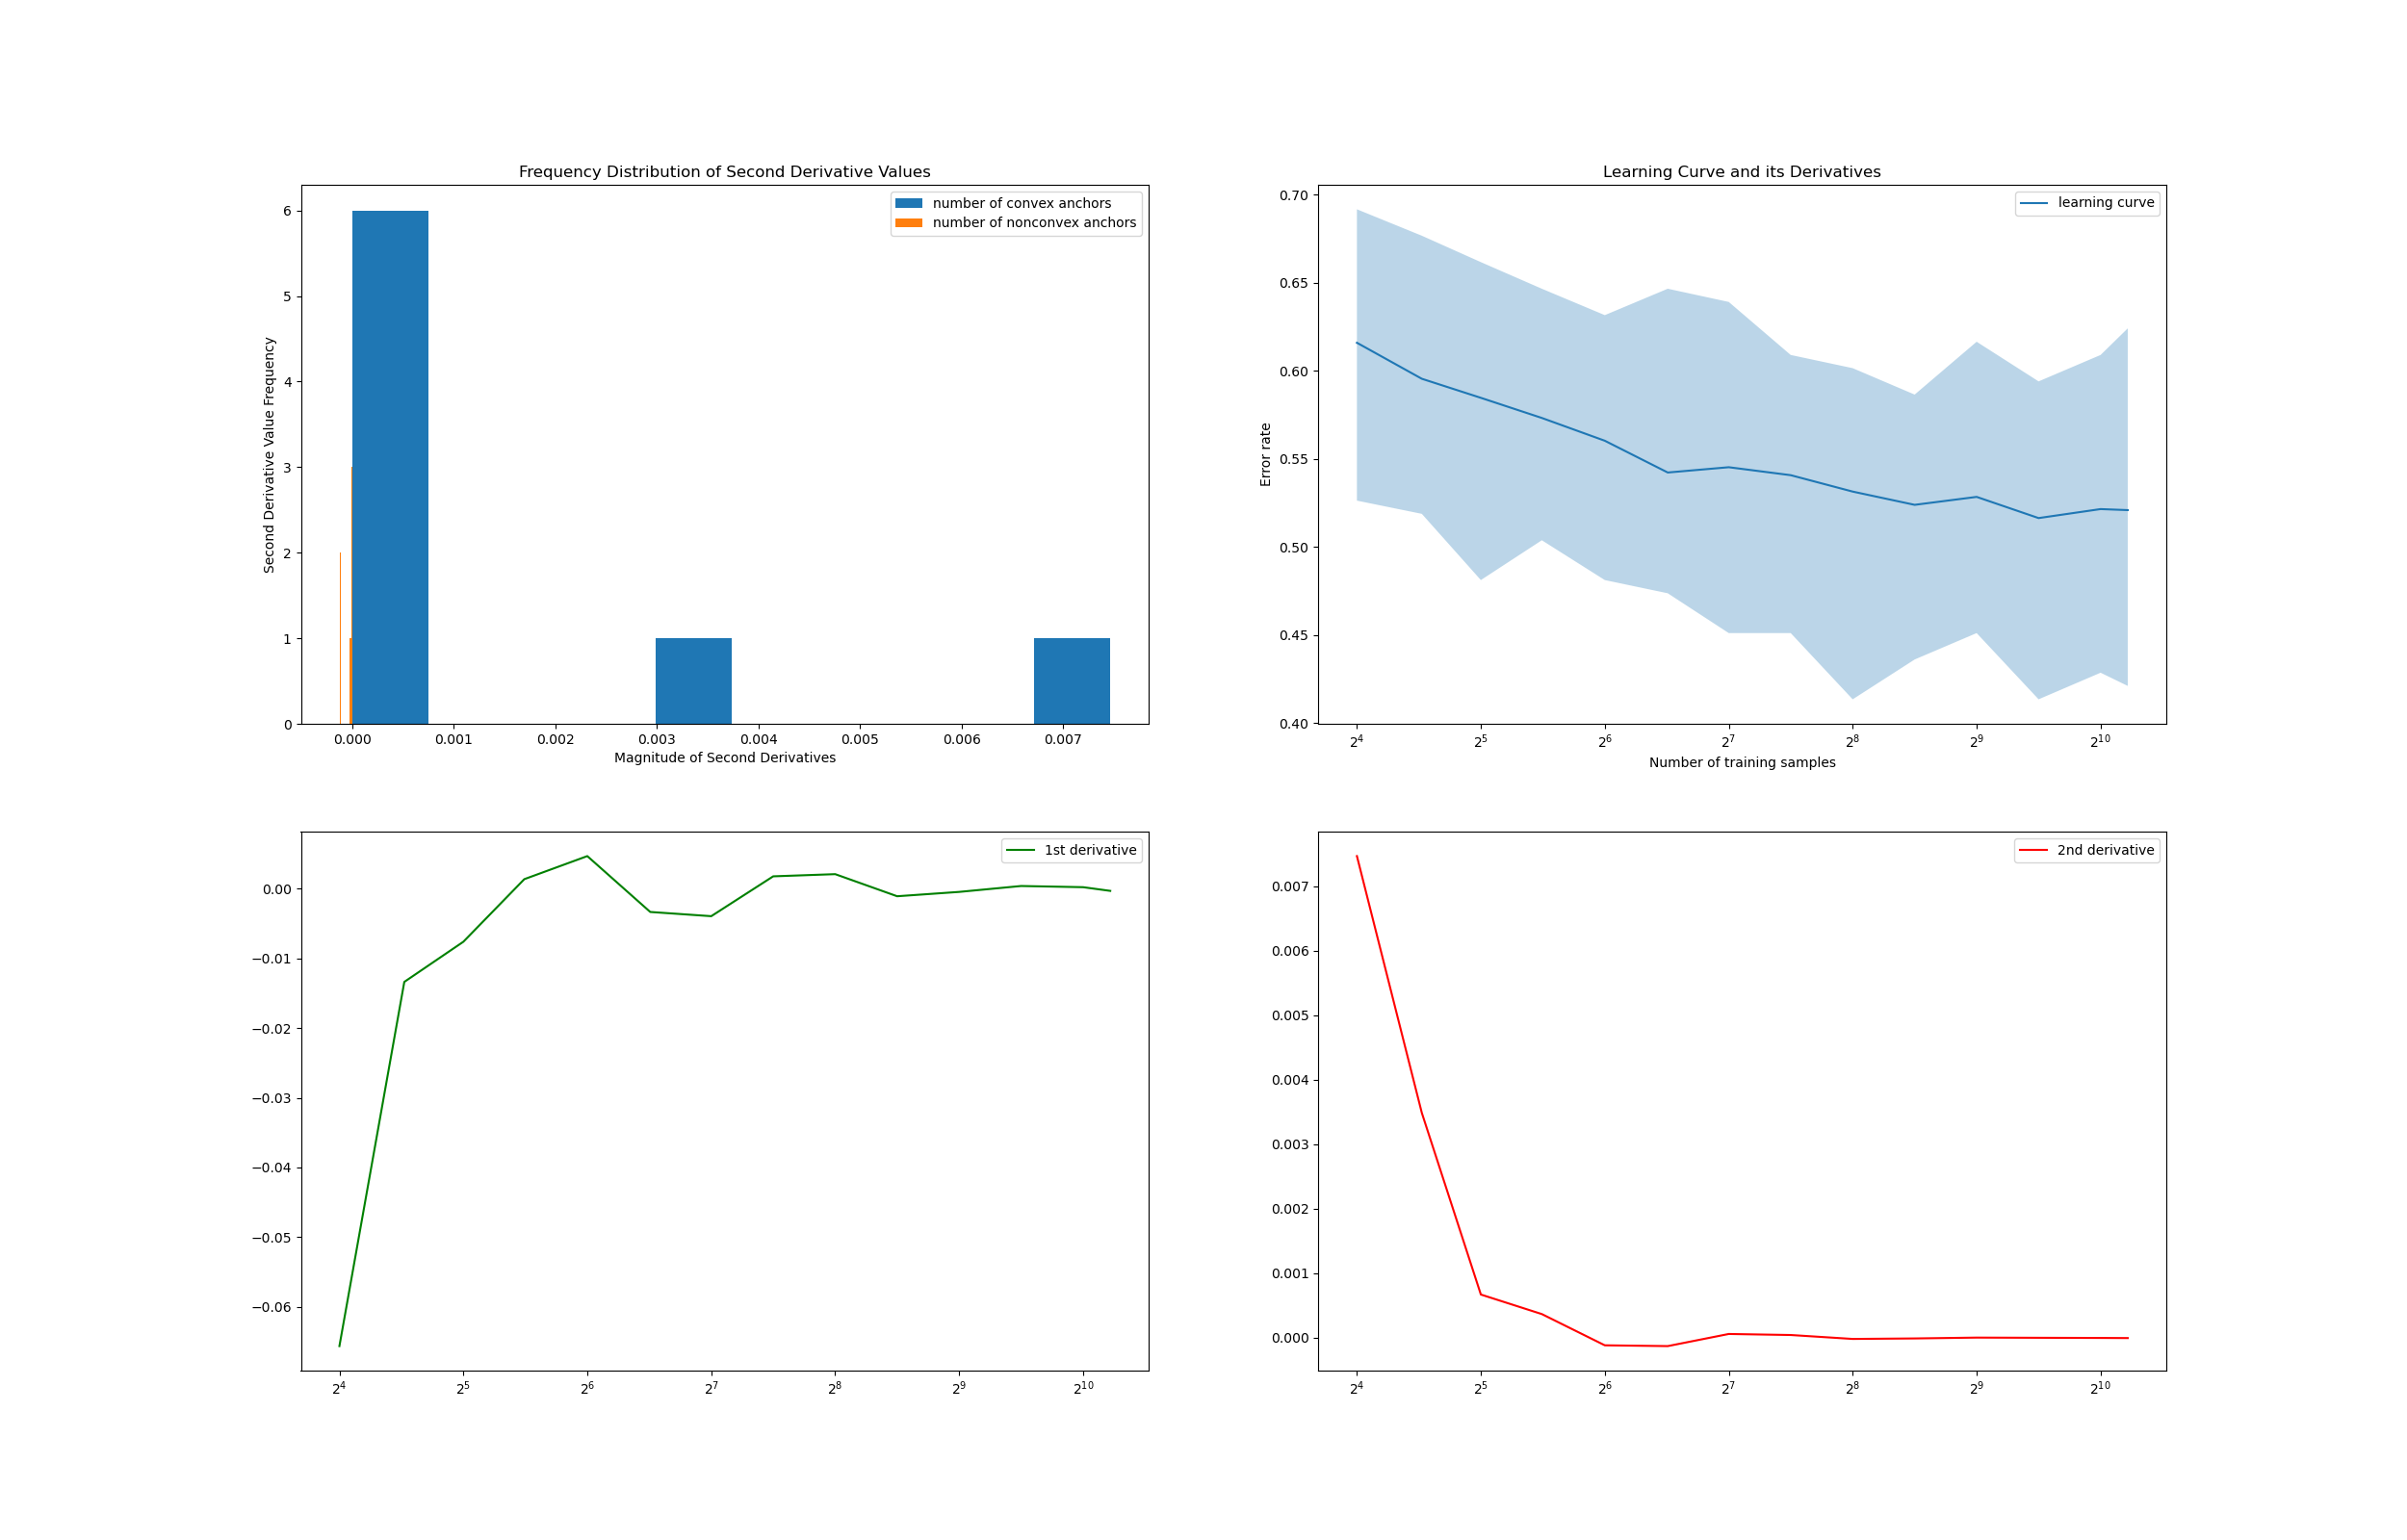 Frequency Distribution of Second Derivative Values
number of convex anchors
number of nonconvex anchors
Second Derivative Value Frequency
6
5
4
3
2
1
0
0.000 0.001 0.002 0.003 0.004 0.005 0.006 0.007
Magnitude of Second Derivatives
Learning Curve and its Derivatives
learning curve
Error rate
0.70
0.65
0.60
0.55
0.50
0.45
0.40
2⁴ 2⁵ 2⁶ 2⁷ 2⁸ 2⁹ 2¹⁰
Number of training samples
1st derivative
0.00
−0.01
−0.02
−0.03
−0.04
−0.05
−0.06
2⁴ 2⁵ 2⁶ 2⁷ 2⁸ 2⁹ 2¹⁰
2nd derivative
0.007
0.006
0.005
0.004
0.003
0.002
0.001
0.000
2⁴ 2⁵ 2⁶ 2⁷ 2⁸ 2⁹ 2¹⁰